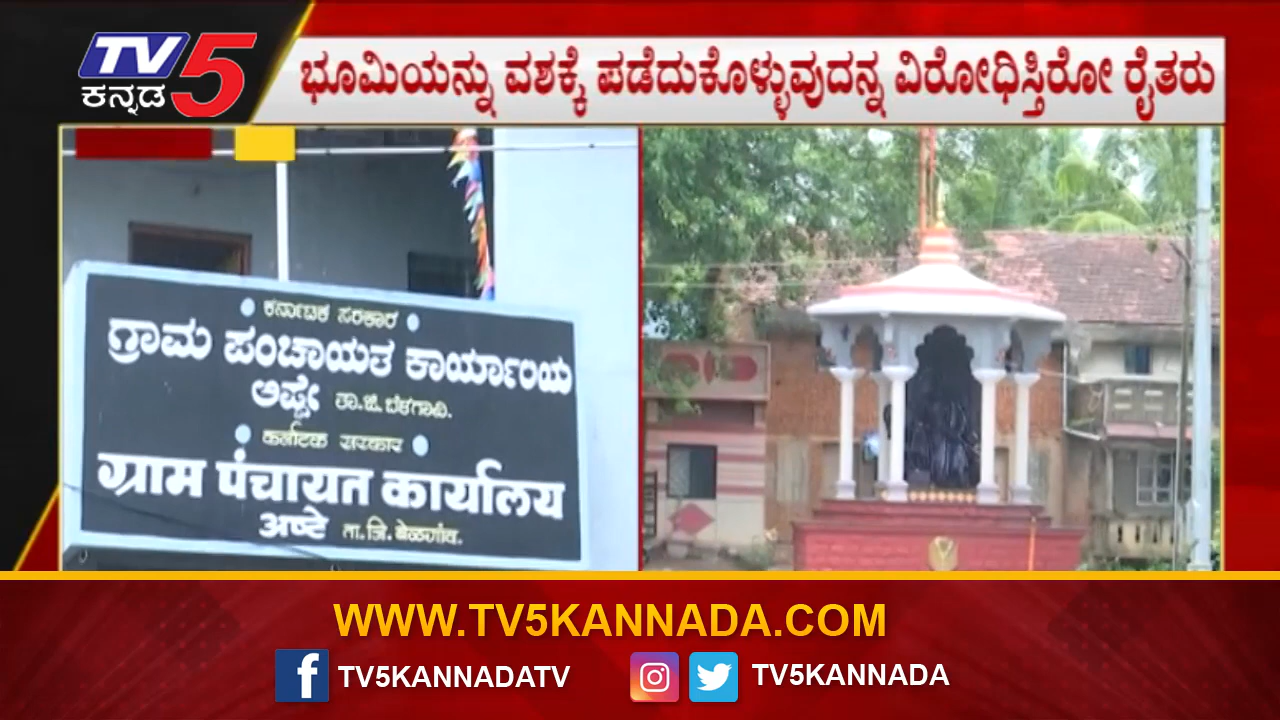 TV5
ಕನ್ನಡ
ಭೂಮಿಯನ್ನು ವಶಕ್ಕೆ ಪಡೆದುಕೊಳ್ಳುವುದನ್ನ ವಿರೋಧಿಸ್ತಿರೋ ರೈತರು
ಕರ್ನಾಟಕ ಸರಕಾರ
ಗ್ರಾಮ ಪಂಚಾಯತ ಕಾರ್ಯಾಲಯ
ಅಷ್ಟೇ ತಾ.ಜಿ. ಬೆಳಗಾವಿ.
कर्नाटक सरकार
ग्राम पंचायत कार्यालय
अष्टे ता. जि. बेळगांव.
WWW.TV5KANNADA.COM
f TV5KANNADATV
TV5KANNADA